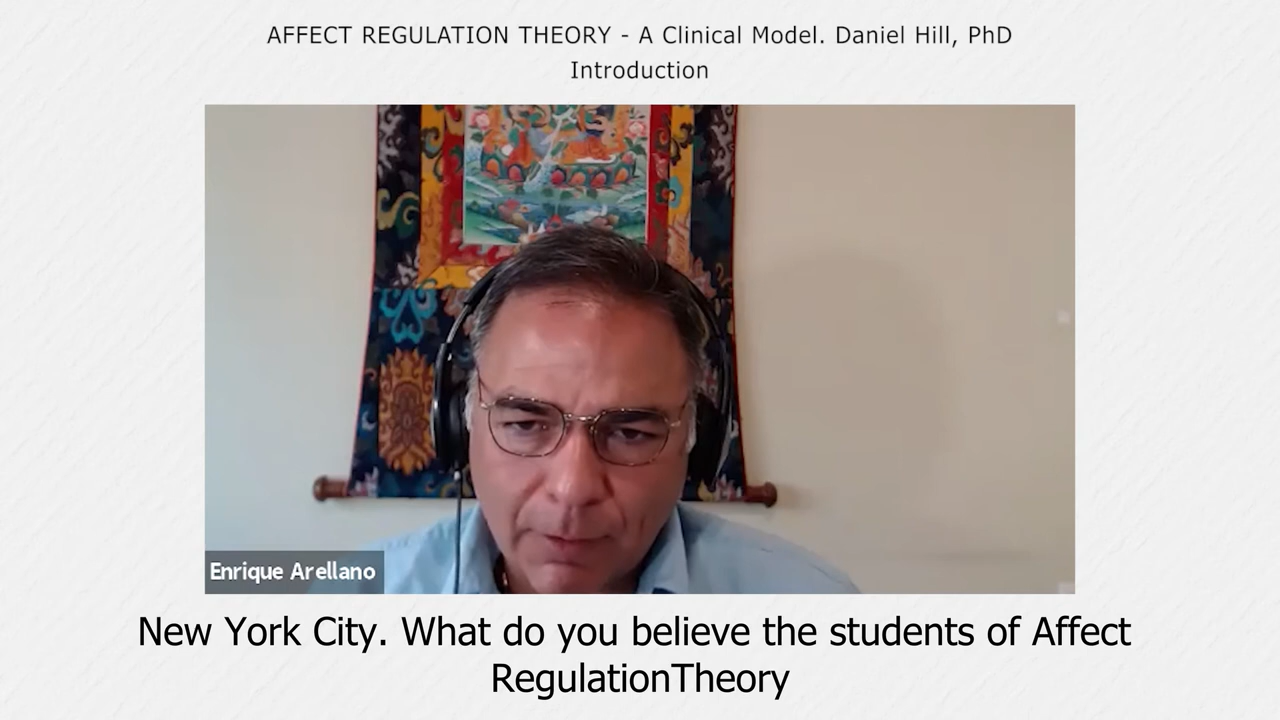 AFFECT REGULATION THEORY - A Clinical Model. Daniel Hill, PhD
Introduction
Enrique Arellano
New York City. What do you believe the students of Affect
RegulationTheory